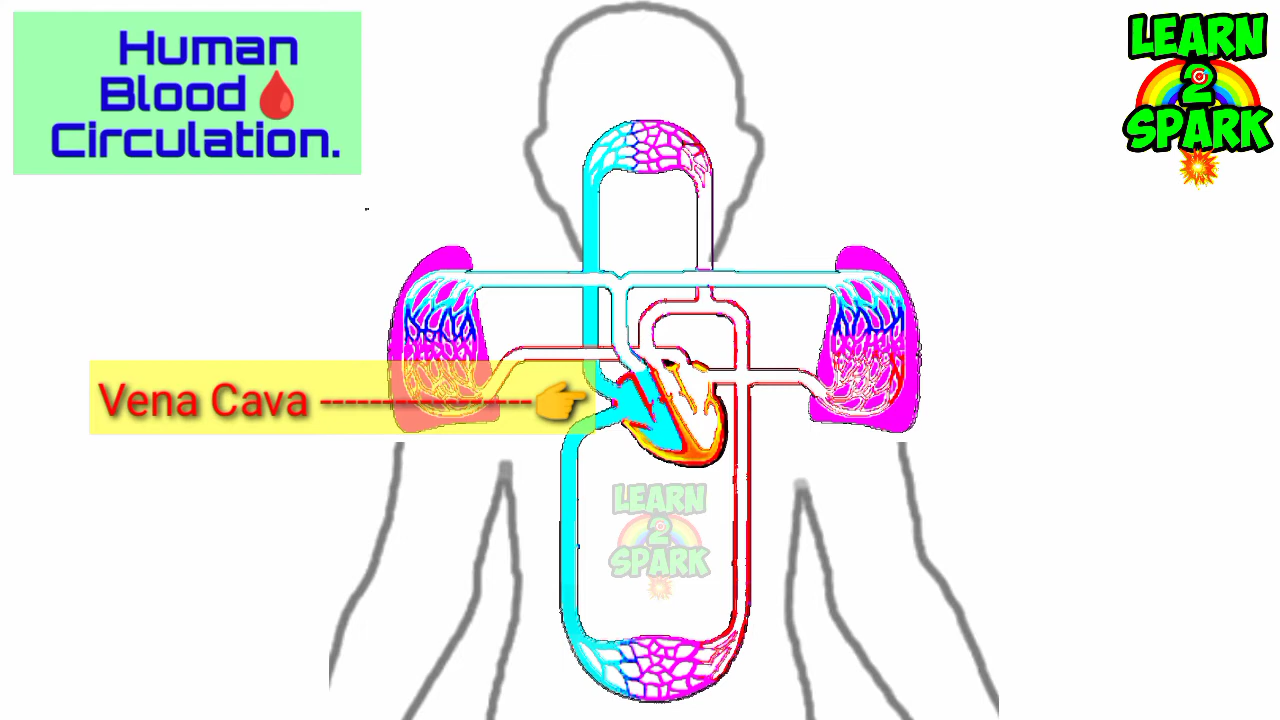 Human
Blood🩸
Circulation.
LEARN
2
SPARK
Vena Cava ----------------👉
LEARN
2
SPARK